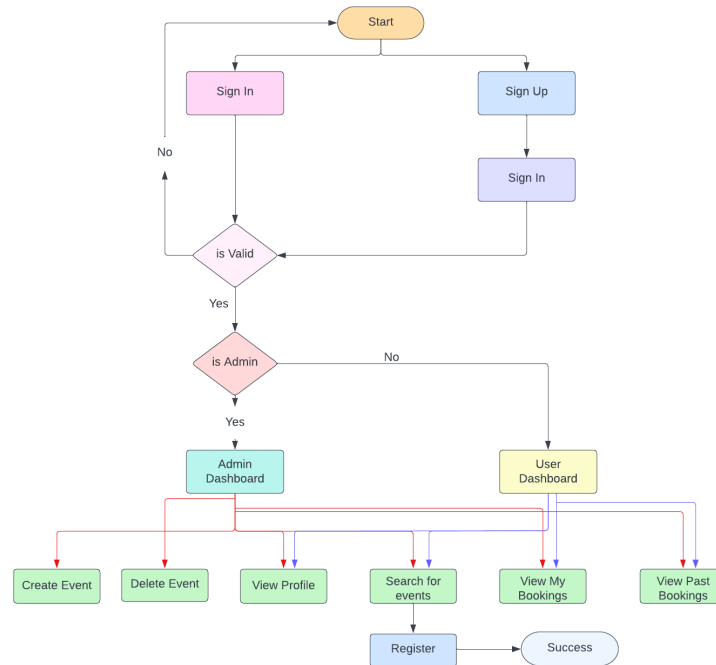 Start
Sign In
Sign Up
No
Sign In
is Valid
Yes
is Admin
No
Yes
Admin
Dashboard
User
Dashboard
Create Event
Delete Event
View Profile
Search for
events
View My
Bookings
View Past
Bookings
Register
Success